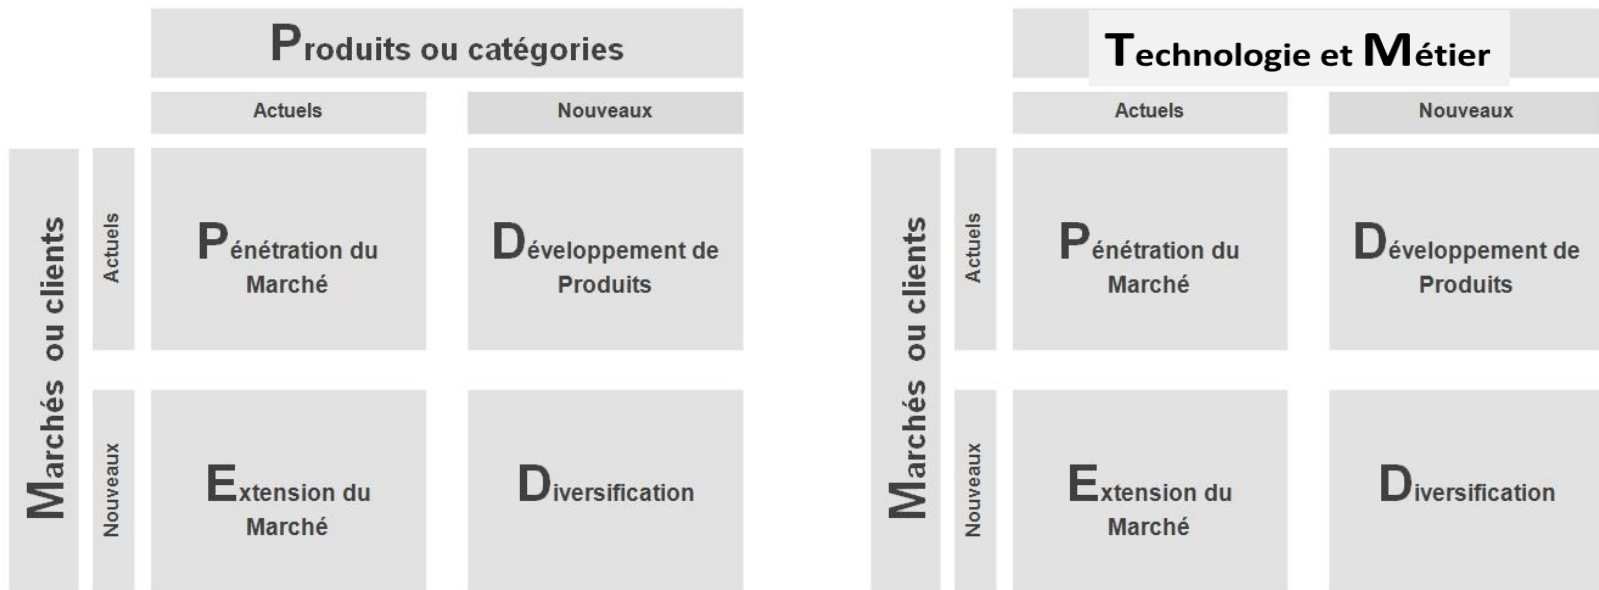 Produits ou catégories
Actuels
Nouveaux
Marchés ou clients
Actuels
Pénétration du
Marché
Développement de
Produits
Nouveaux
Extension du
Marché
Diversification
Technologie et Métier
Actuels
Nouveaux
Marchés ou clients
Actuels
Pénétration du
Marché
Développement de
Produits
Nouveaux
Extension du
Marché
Diversification